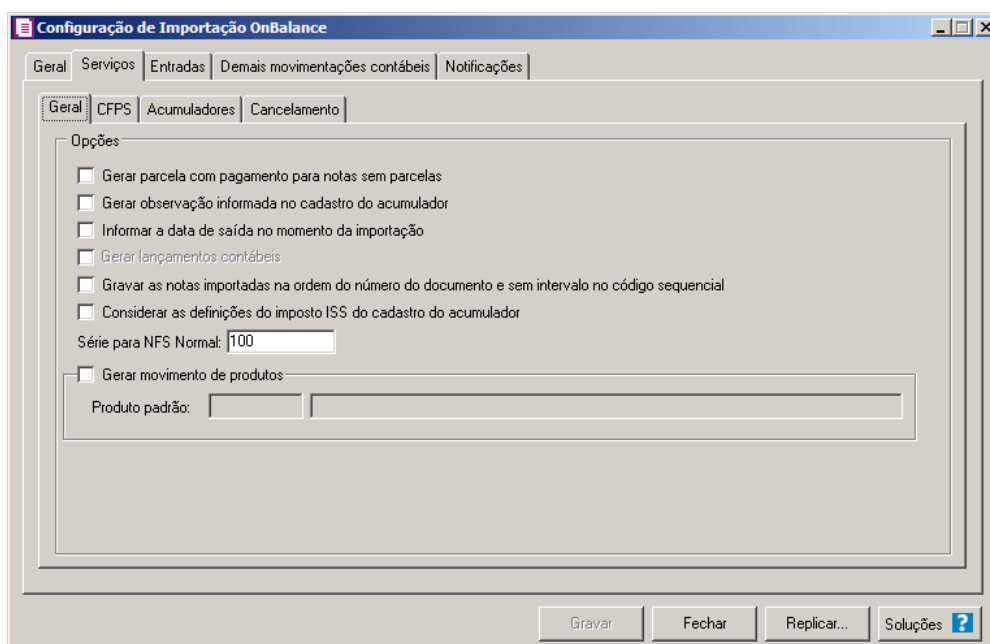 Configuração de Importação OnBalance
Geral Serviços Entradas Demais movimentações contábeis Notificações
Geral CFPS Acumuladores Cancelamento
Opções
Gerar parcela com pagamento para notas sem parcelas
Gerar observação informada no cadastro do acumulador
Informar a data de saída no momento da importação
Gerar lançamentos contábeis
Gravar as notas importadas na ordem do número do documento e sem intervalo no código sequencial
Considerar as definições do imposto ISS do cadastro do acumulador
Série para NFS Normal: 100
Gerar movimento de produtos
Produto padrão:
Gravar Fechar Replicar... Soluções ?